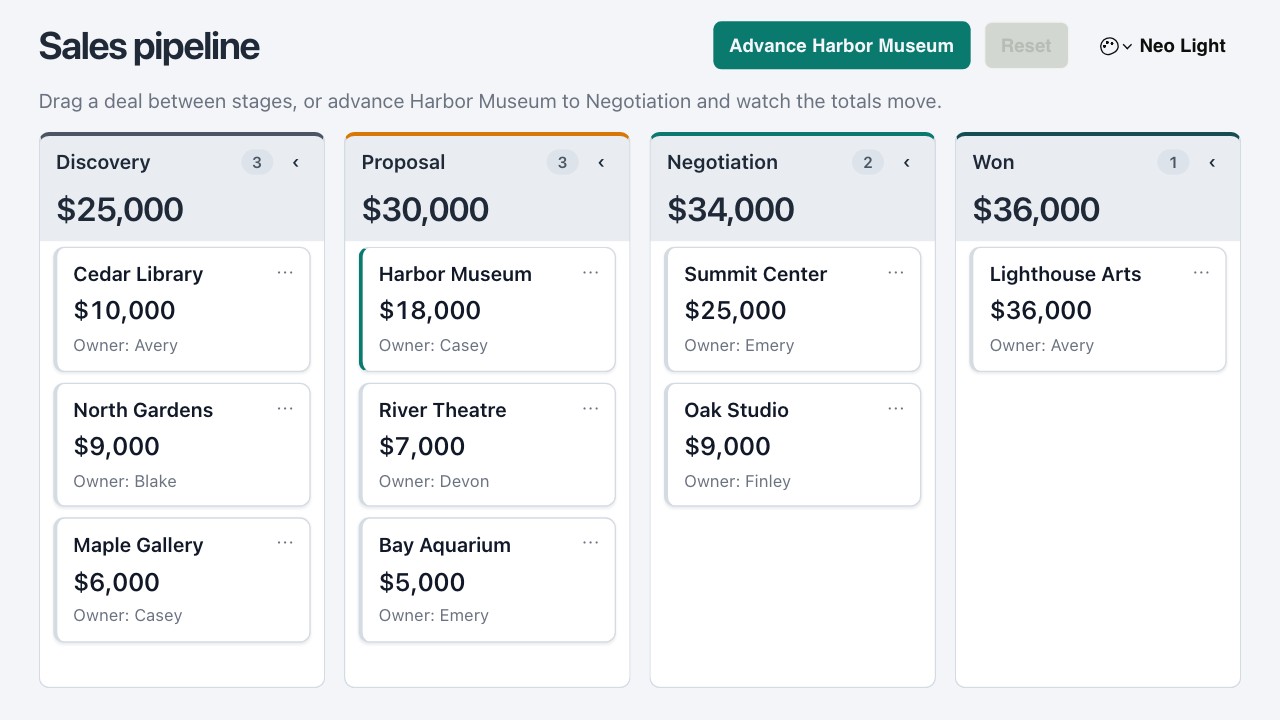 Sales pipeline
Advance Harbor Museum
Reset
Neo Light
Drag a deal between stages, or advance Harbor Museum to Negotiation and watch the totals move.
Discovery 3
$25,000
Cedar Library
$10,000
Owner: Avery
North Gardens
$9,000
Owner: Blake
Maple Gallery
$6,000
Owner: Casey
Proposal 3
$30,000
Harbor Museum
$18,000
Owner: Casey
River Theatre
$7,000
Owner: Devon
Bay Aquarium
$5,000
Owner: Emery
Negotiation 2
$34,000
Summit Center
$25,000
Owner: Emery
Oak Studio
$9,000
Owner: Finley
Won 1
$36,000
Lighthouse Arts
$36,000
Owner: Avery